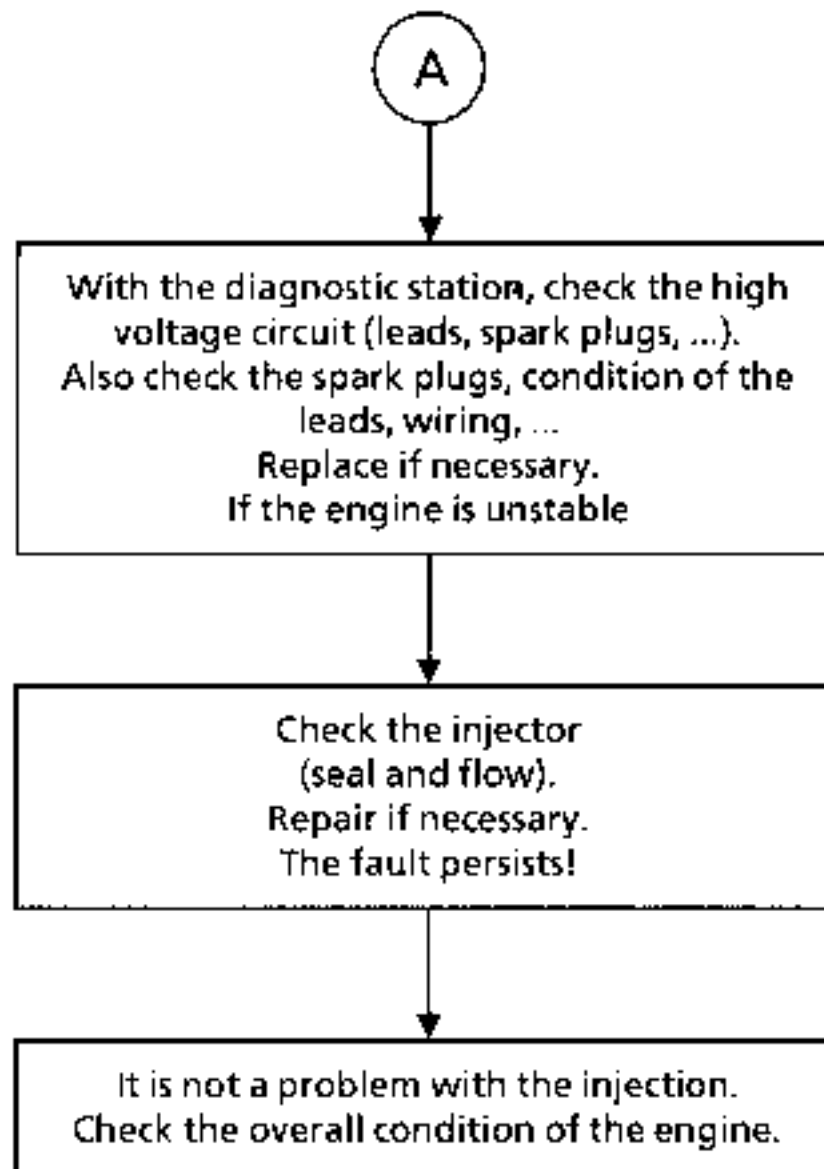 A
With the diagnostic station, check the high
voltage circuit (leads, spark plugs, ...).
Also check the spark plugs, condition of the
leads, wiring, ...
Replace if necessary.
If the engine is unstable
Check the injector
(seal and flow).
Repair if necessary.
The fault persists!
It is not a problem with the injection.
Check the overall condition of the engine.